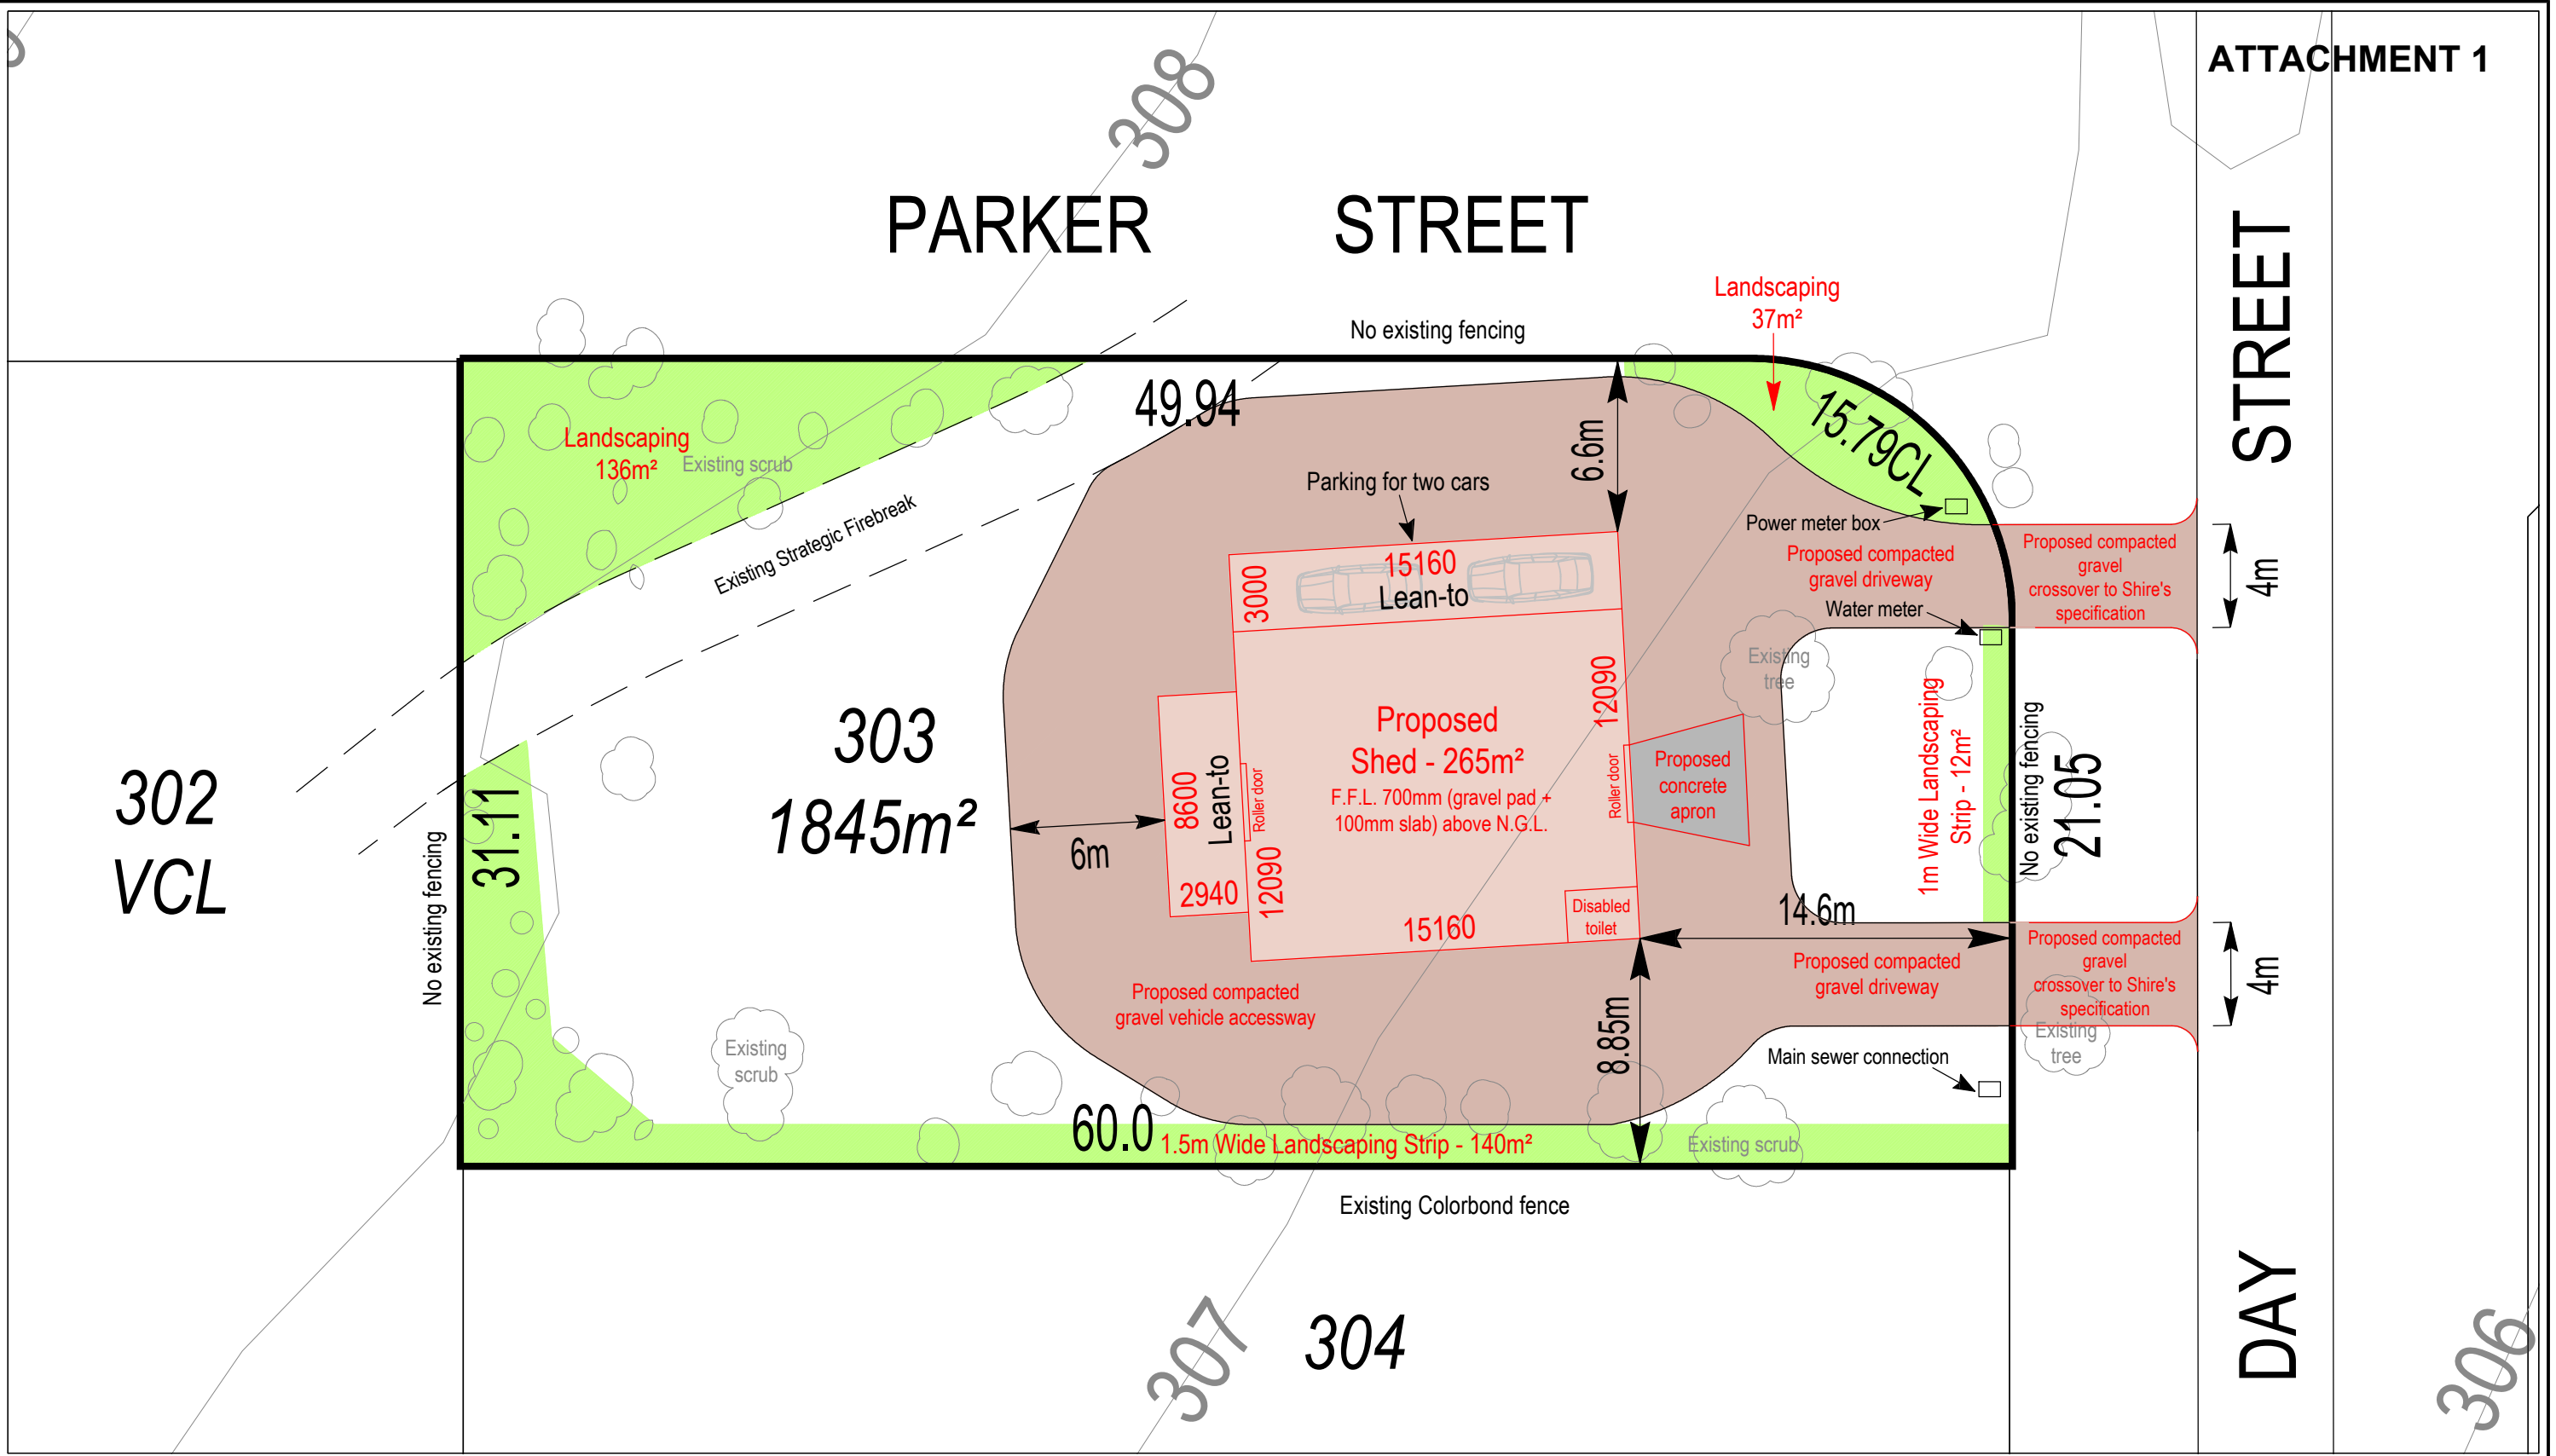 ATTACHMENT 1
308
PARKER STREET
STREET
DAY
Landscaping
37m²
No existing fencing
49.94
15.79CL
Landscaping
136m²
Existing scrub
6.6m
Parking for two cars
Existing Strategic Firebreak
Power meter box
Proposed compacted
gravel driveway
Proposed compacted
gravel
crossover to Shire's
specification
4m
15160
Lean-to
3000
Water meter
Existing
tree
12090
303
1845m²
Proposed
Shed - 265m²
F.F.L. 700mm (gravel pad +
100mm slab) above N.G.L.
Roller door
Proposed
concrete
apron
1m Wide Landscaping
Strip - 12m²
No existing fencing
21.05
302
VCL
No existing fencing
31.11
6m
8600
Lean-to
Roller door
2940
12090
15160
Disabled
toilet
14.6m
Proposed compacted
gravel driveway
Proposed compacted
gravel
crossover to Shire's
specification
4m
Existing
tree
Proposed compacted
gravel vehicle accessway
8.85m
Main sewer connection
Existing
scrub
60.0
1.5m Wide Landscaping Strip - 140m²
Existing scrub
Existing Colorbond fence
307
304
306